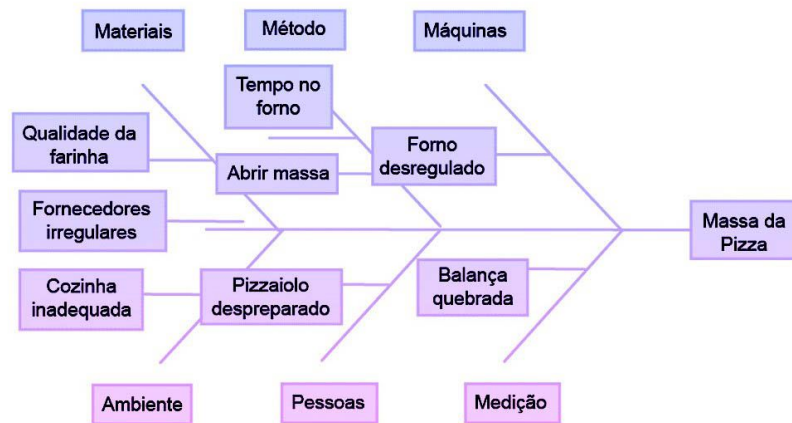 Materiais
Método
Máquinas
Tempo no
forno
Qualidade da
farinha
Abrir massa
Forno
desregulado
Fornecedores
irregulares
Massa da
Pizza
Cozinha
inadequada
Pizzaiolo
despreparado
Balança
quebrada
Ambiente
Pessoas
Medição